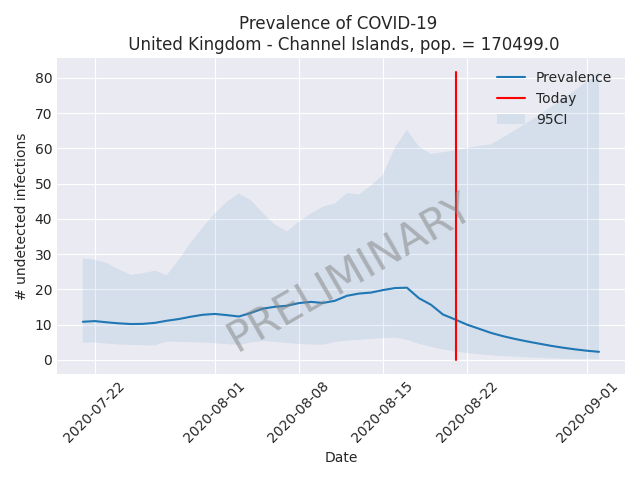 Prevalence of COVID-19
United Kingdom - Channel Islands, pop. = 170499.0
# undetected infections
80
70
60
50
40
30
20
10
0
Prevalence
Today
95CI
PRELIMINARY
2020-07-22
2020-08-01
2020-08-08
2020-08-15
2020-08-22
2020-09-01
Date